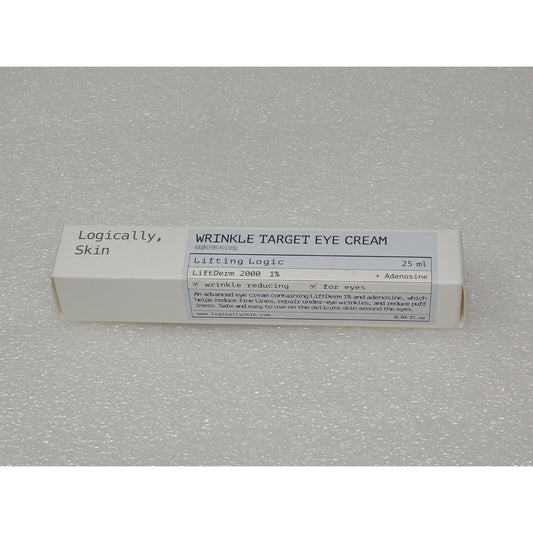 Logically,
Skin
WRINKLE TARGET EYE CREAM
Lifting Logic 25 ml
LiftDerm 2000 1% + Adenosine
wrinkle reducing for eyes
An advanced eye cream containing LiftDerm 1% and adenosine, which
helps reduce fine lines, repair under-eye wrinkles, and reduce puff
iness. Safe and easy to use on the delicate skin around the eyes.
www.logicallyskin.com fl.oz